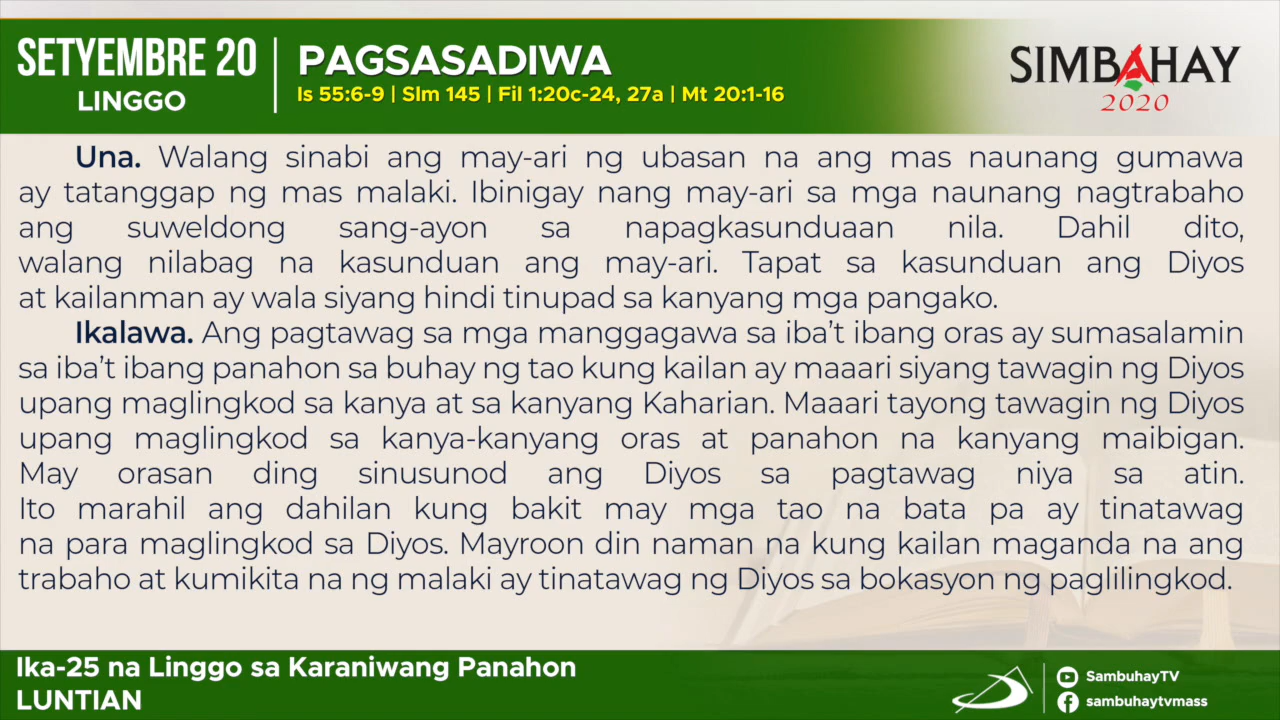 SETYEMBRE 20
LINGGO
PAGSASADIWA
Is 55:6-9 | Slm 145 | Fil 1:20c-24, 27a | Mt 20:1-16
SIMBAHAY
2020
Una. Walang sinabi ang may-ari ng ubasan na ang mas naunang gumawa
ay tatanggap ng mas malaki. Ibinigay nang may-ari sa mga naunang nagtrabaho
ang suweldong sang-ayon sa napagkasunduaan nila. Dahil dito,
walang nilabag na kasunduan ang may-ari. Tapat sa kasunduan ang Diyos
at kailanman ay wala siyang hindi tinupad sa kanyang mga pangako.
Ikalawa. Ang pagtawag sa mga manggagawa sa iba't ibang oras ay sumasalamin
sa iba't ibang panahon sa buhay ng tao kung kailan ay maaari siyang tawagin ng Diyos
upang maglingkod sa kanya at sa kanyang Kaharian. Maaari tayong tawagin ng Diyos
upang maglingkod sa kanya-kanyang oras at panahon na kanyang maibigan.
May orasan ding sinusunod ang Diyos sa pagtawag niya sa atin.
Ito marahil ang dahilan kung bakit may mga tao na bata pa ay tinatawag
na para maglingkod sa Diyos. Mayroon din naman na kung kailan maganda na ang
trabaho at kumikita na ng malaki ay tinatawag ng Diyos sa bokasyon ng paglilingkod.
Ika-25 na Linggo sa Karaniwang Panahon
LUNTIAN
SambuhayTV
sambuhaytvmass